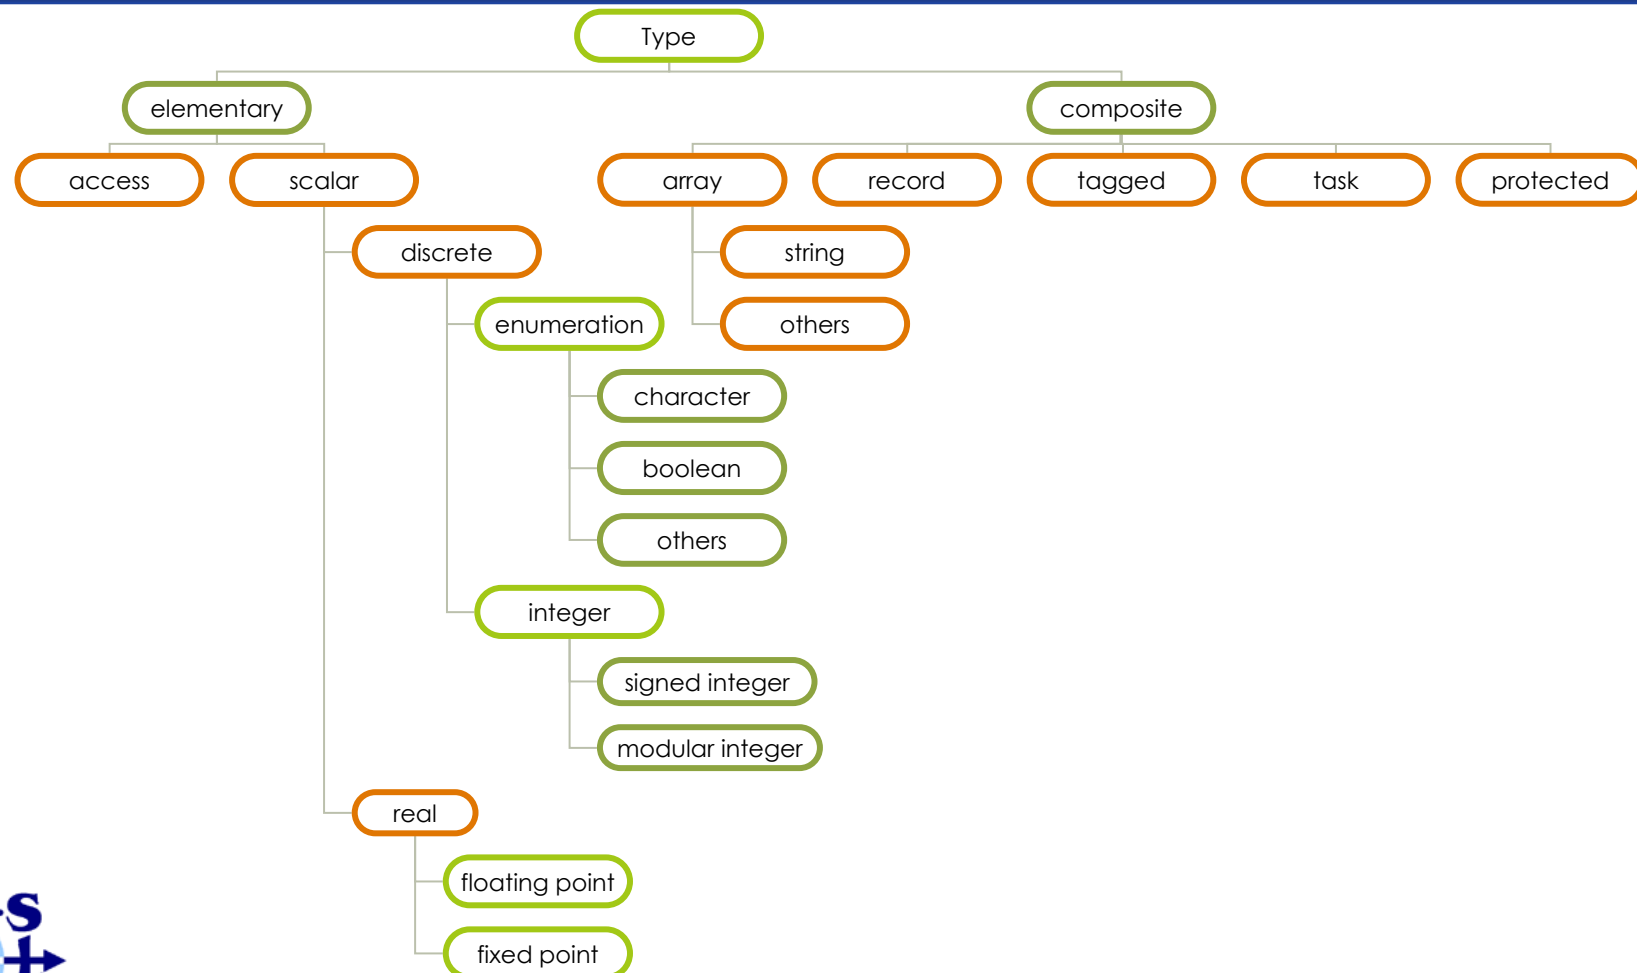 Type
elementary
composite
access
scalar
array
record
tagged
task
protected
discrete
string
enumeration
others
character
boolean
others
integer
signed integer
modular integer
real
floating point
S
fixed point